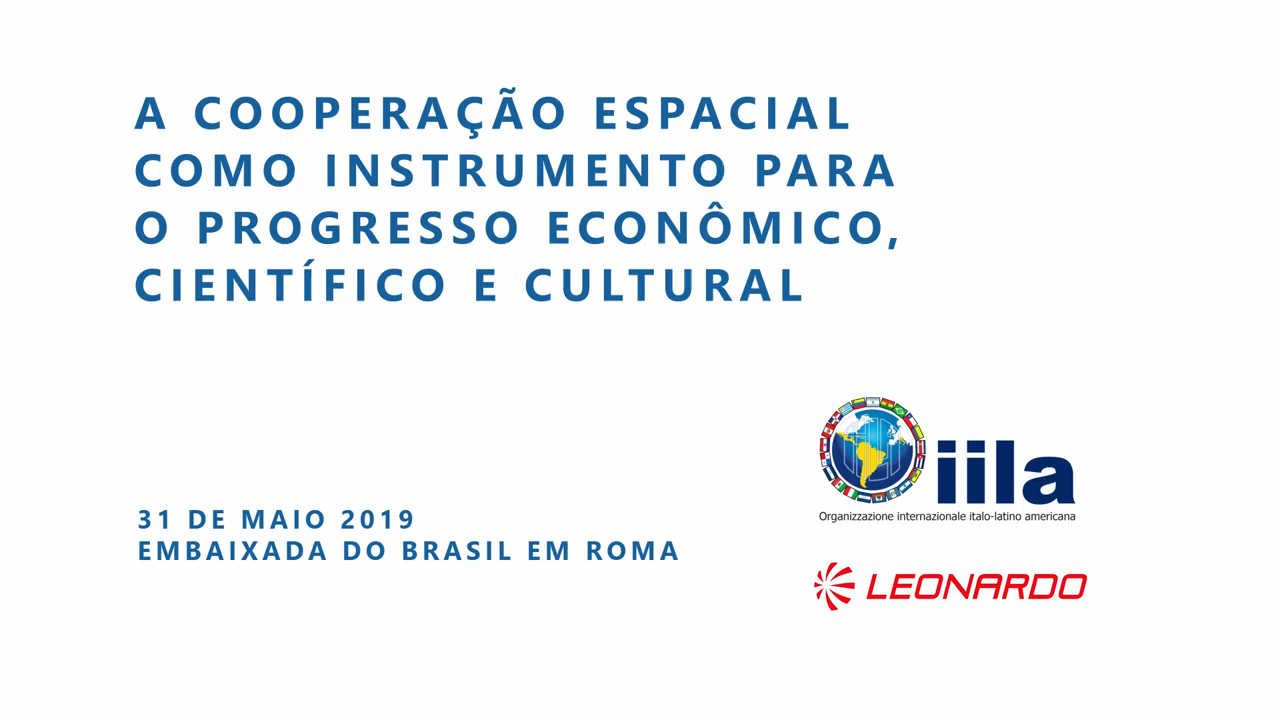 A COOPERAÇÃO ESPACIAL
COMO INSTRUMENTO PARA
O PROGRESSO ECONÔMICO,
CIENTÍFICO E CULTURAL
31 DE MAIO 2019
EMBAIXADA DO BRASIL EM ROMA
iila
Organizzazione internazionale italo-latino americana
LEONARDO